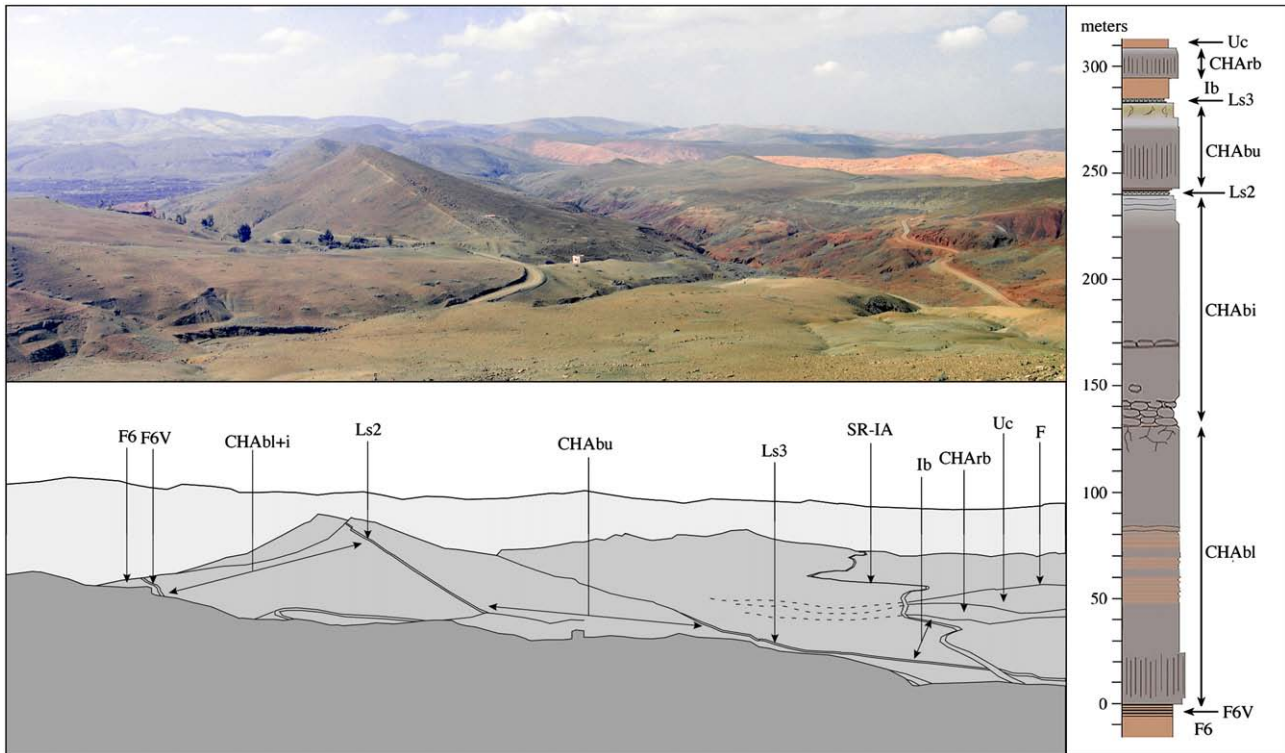 F6
F6V
CHAbl+i
Ls2
CHAbu
Ls3
SR-IA
Ib
CHArb
Uc
F
meters
300
250
200
150
100
50
0
Uc
CHArb
Ib
Ls3
CHAbu
Ls2
CHAbi
CHAbl
F6V
F6